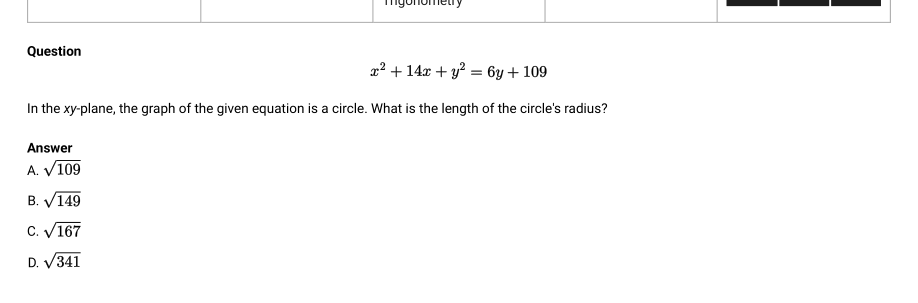 Trigonometry
Question
x² + 14x + y² = 6y + 109
In the xy-plane, the graph of the given equation is a circle. What is the length of the circle's radius?
Answer
A. √109
B. √149
C. √167
D. √341